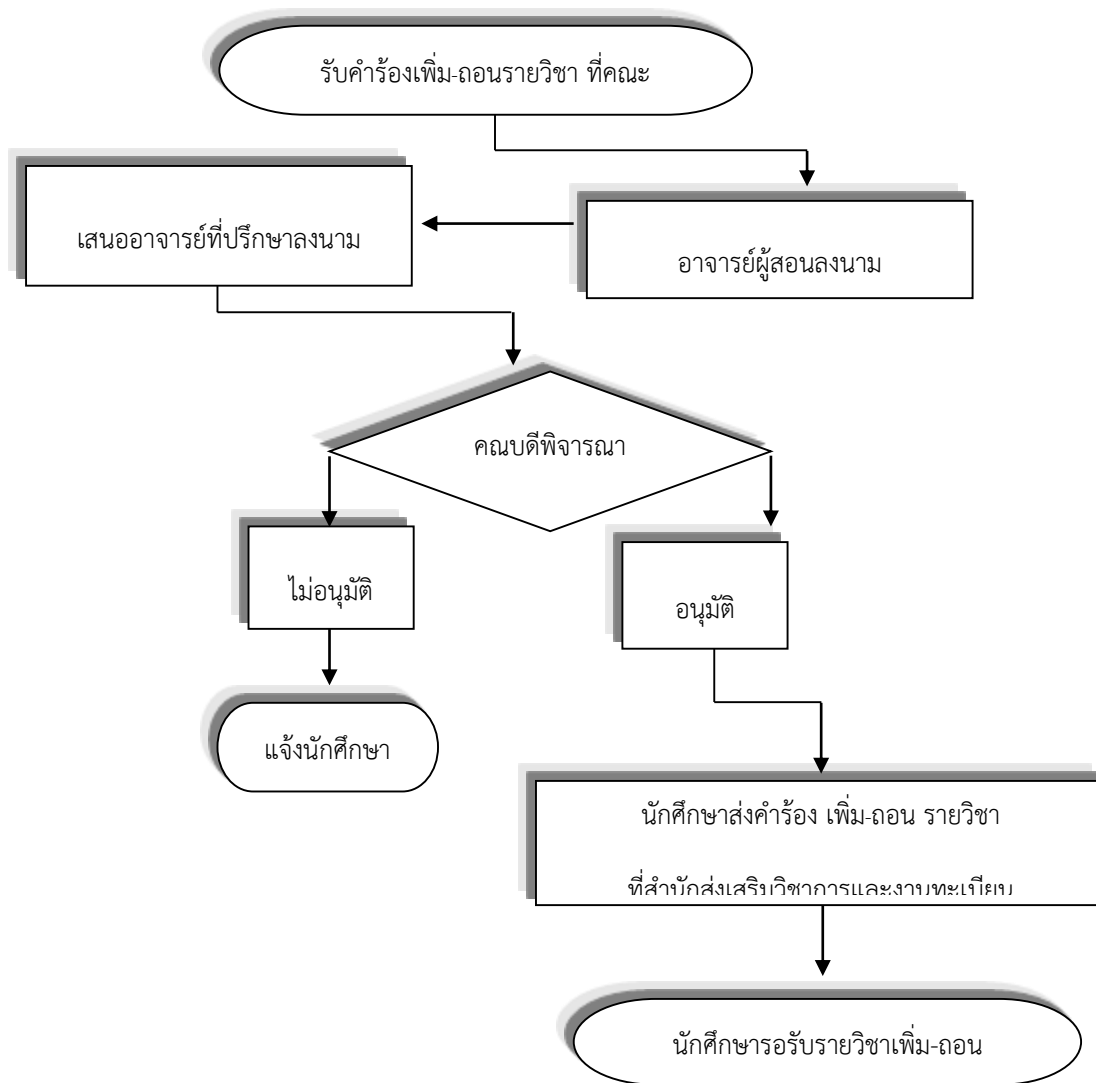 รับคำร้องเพิ่ม-ถอนรายวิชา ที่คณะ
เสนออาจารย์ที่ปรึกษาลงนาม
อาจารย์ผู้สอนลงนาม
คณบดีพิจารณา
ไม่อนุมัติ
อนุมัติ
แจ้งนักศึกษา
นักศึกษาส่งคำร้อง เพิ่ม-ถอน รายวิชา
ที่สำนักส่งเสริมวิชาการและงานทะเบียน
นักศึกษารอรับรายวิชาเพิ่ม-ถอน